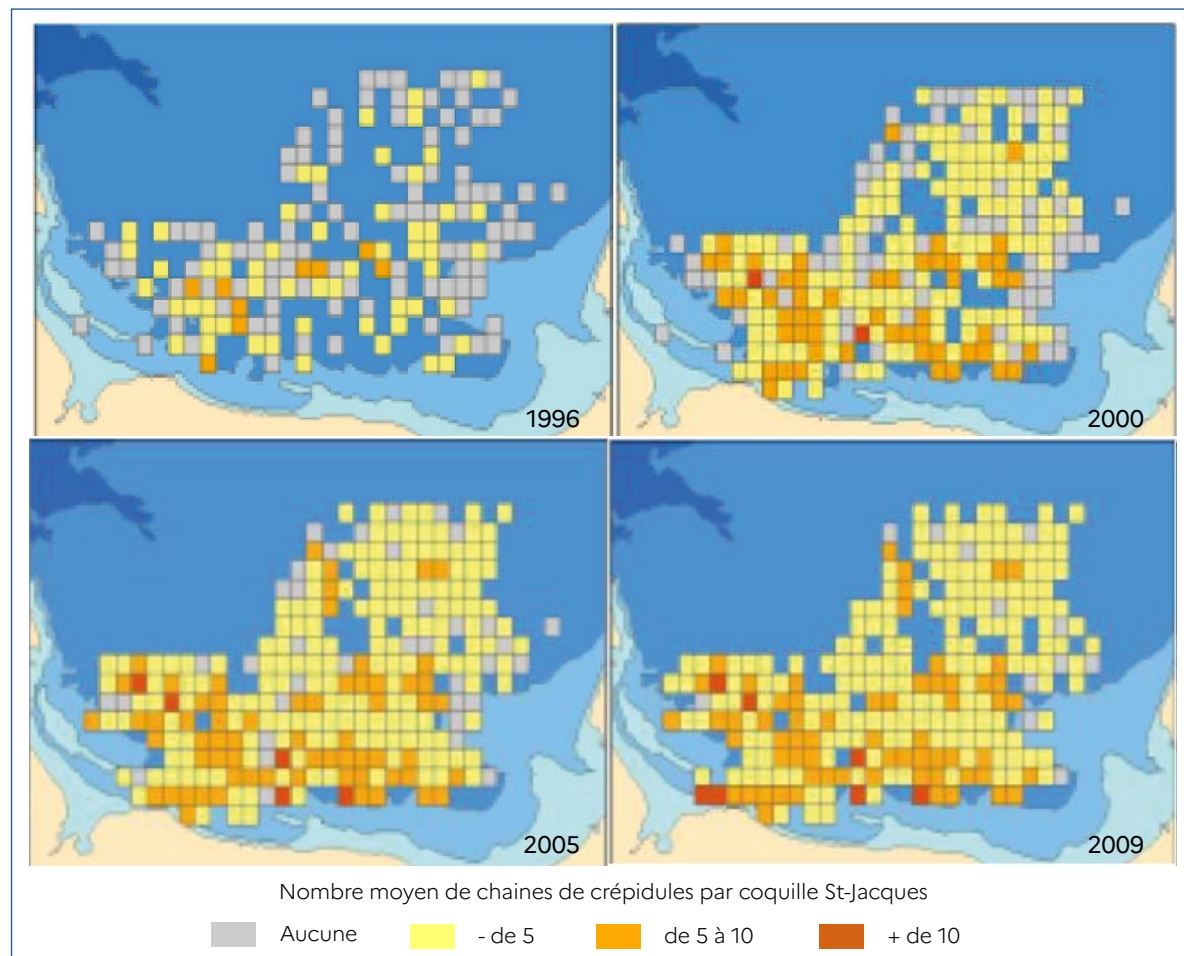 1996
2000
2005
2009
Nombre moyen de chaines de crépidules par coquille St-Jacques
Aucune
- de 5
de 5 à 10
+ de 10